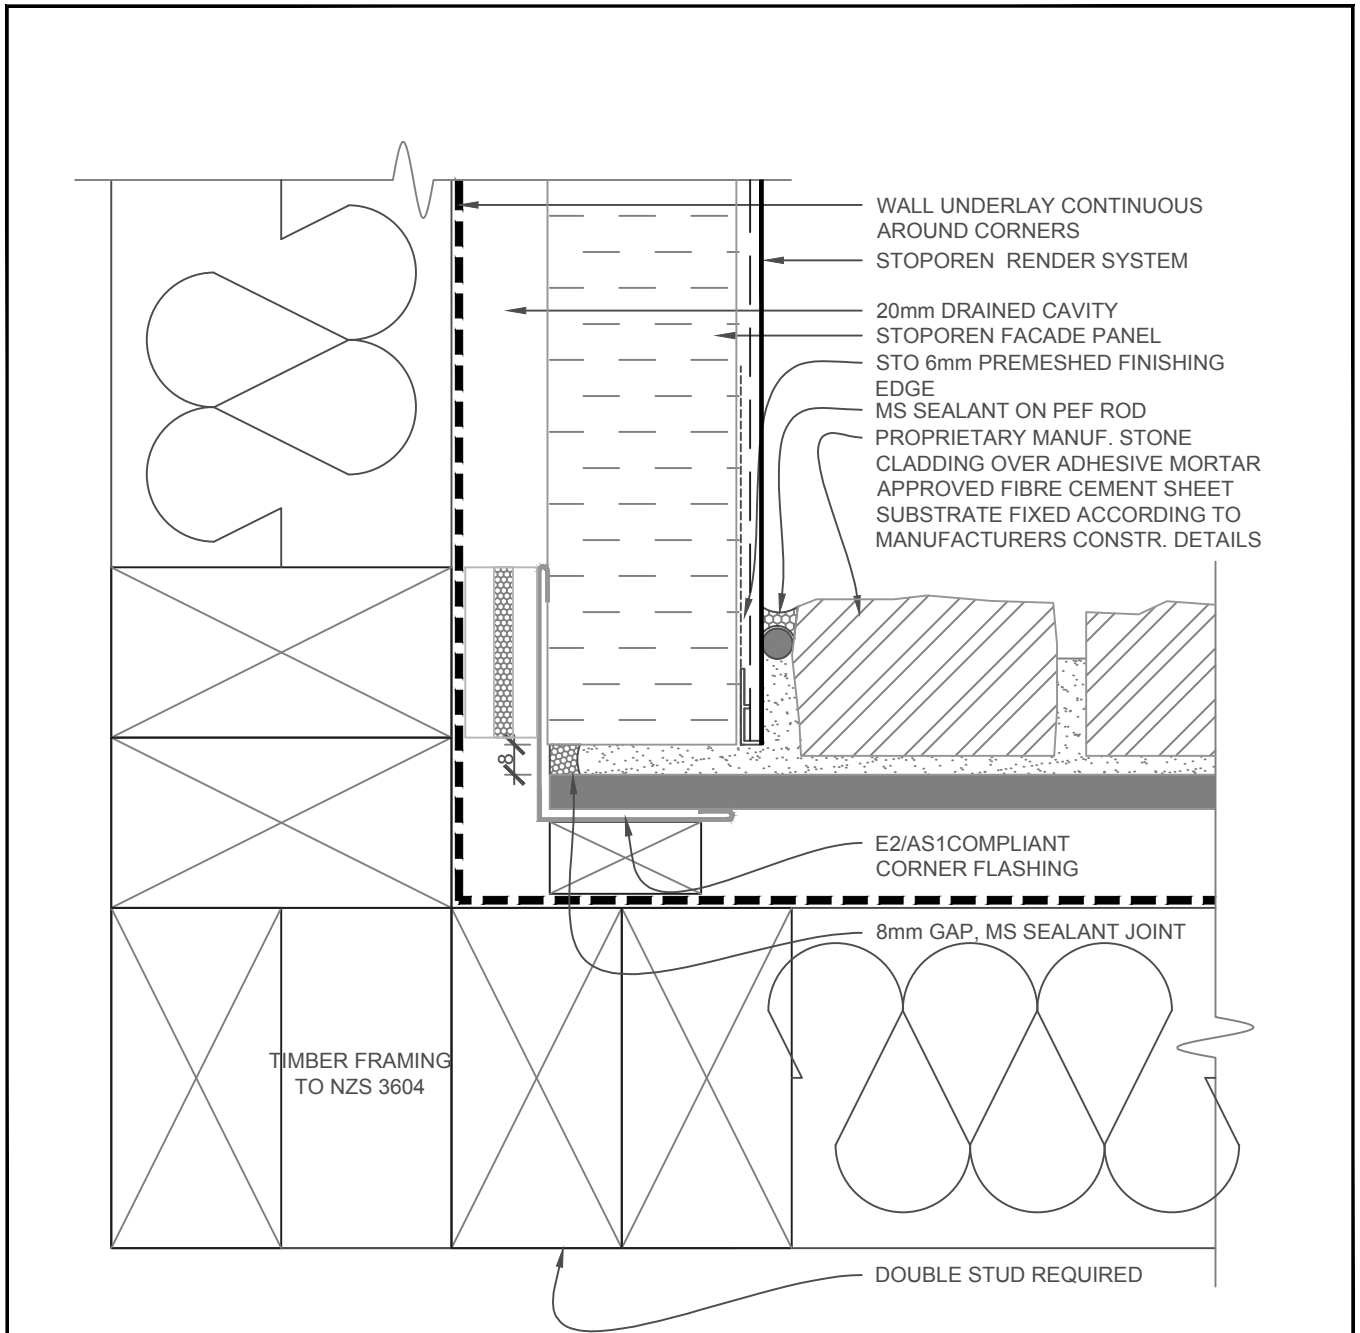 WALL UNDERLAY CONTINUOUS
AROUND CORNERS
STOPOREN RENDER SYSTEM
20mm DRAINED CAVITY
STOPOREN FACADE PANEL
STO 6mm PREMESHED FINISHING
EDGE
MS SEALANT ON PEF ROD
PROPRIETARY MANUF. STONE
CLADDING OVER ADHESIVE MORTAR
APPROVED FIBRE CEMENT SHEET
SUBSTRATE FIXED ACCORDING TO
MANUFACTURERS CONSTR. DETAILS
8
E2/AS1COMPLIANT
CORNER FLASHING
8mm GAP, MS SEALANT JOINT
TIMBER FRAMING
TO NZS 3604
DOUBLE STUD REQUIRED